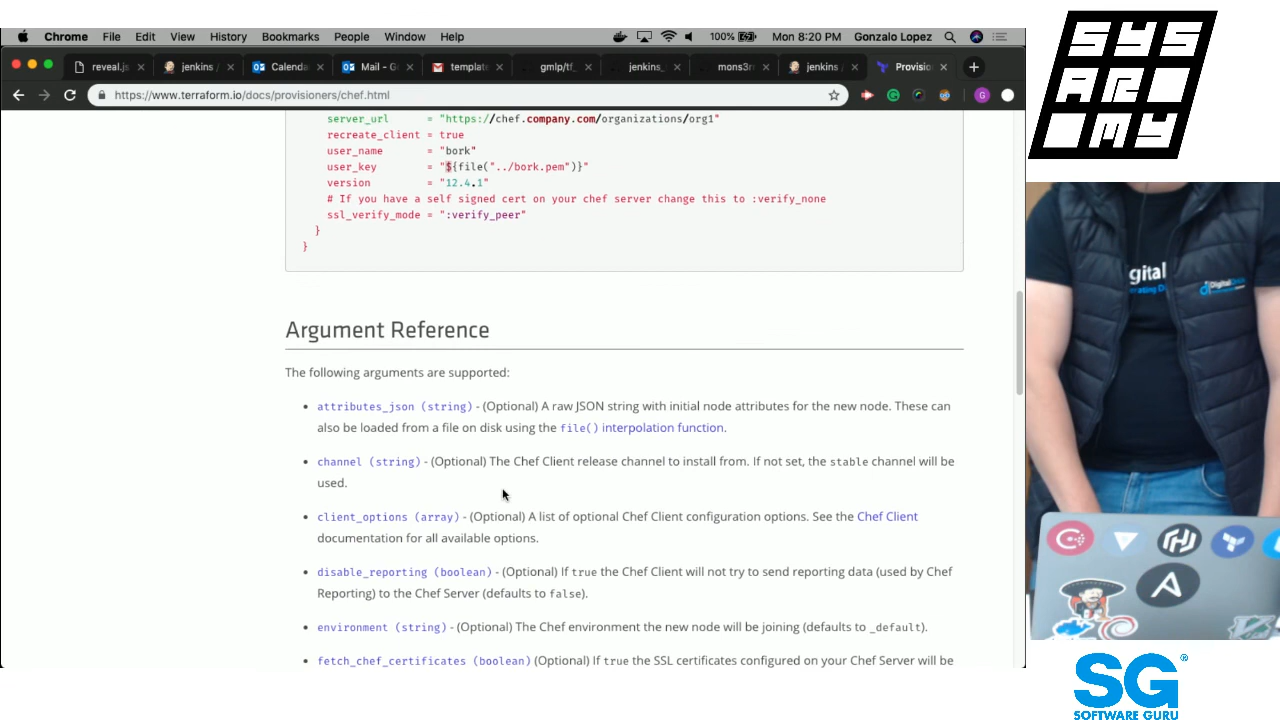 Chrome File Edit View History Bookmarks People Window Help 100% Mon 8:20 PM Gonzalo Lopez
reveal.js jenkins / Calenda Mail - G templat gmlp/tf_ jenkins_ mons3r jenkins / Provisio
https://www.terraform.io/docs/provisioners/chef.html
server_url = "https://chef.company.com/organizations/org1"
recreate_client = true
user_name = "bork"
user_key = "${file("../bork.pem")}"
version = "12.4.1"
# If you have a self signed cert on your chef server change this to :verify_none
ssl_verify_mode = ":verify_peer"
}
}
Argument Reference
The following arguments are supported:
attributes_json (string) - (Optional) A raw JSON string with initial node attributes for the new node. These can
also be loaded from a file on disk using the file() interpolation function.
channel (string) - (Optional) The Chef Client release channel to install from. If not set, the stable channel will be
used.
client_options (array) - (Optional) A list of optional Chef Client configuration options. See the Chef Client
documentation for all available options.
disable_reporting (boolean) - (Optional) If true the Chef Client will not try to send reporting data (used by Chef
Reporting) to the Chef Server (defaults to false).
environment (string) - (Optional) The Chef environment the new node will be joining (defaults to _default).
fetch_chef_certificates (boolean) (Optional) If true the SSL certificates configured on your Chef Server will be
SYS
AR
MY
igital
SG®
SOFTWARE GURU